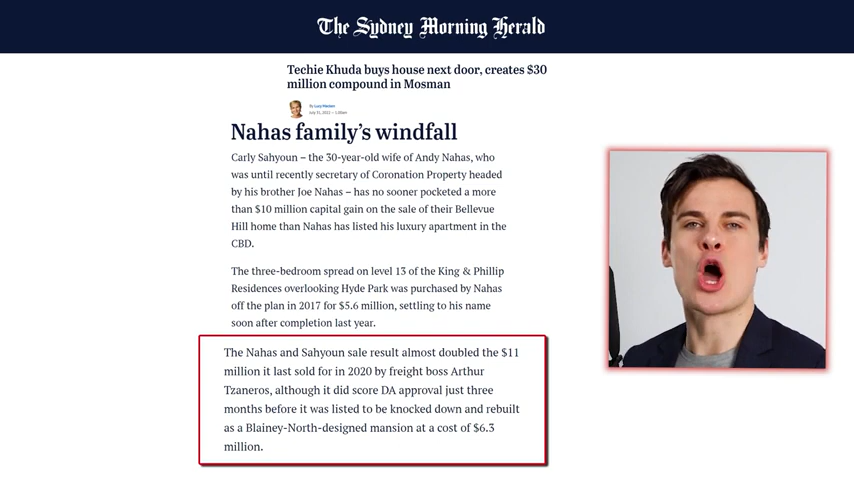 The Sydney Morning Herald
Techie Khuda buys house next door, creates $30
million compound in Mosman
By Lucy Macken
July 31, 2022 — 1.00am
Nahas family’s windfall
Carly Sahyoun – the 30-year-old wife of Andy Nahas, who
was until recently secretary of Coronation Property headed
by his brother Joe Nahas – has no sooner pocketed a more
than $10 million capital gain on the sale of their Bellevue
Hill home than Nahas has listed his luxury apartment in the
CBD.
The three-bedroom spread on level 13 of the King & Phillip
Residences overlooking Hyde Park was purchased by Nahas
off the plan in 2017 for $5.6 million, settling to his name
soon after completion last year.
The Nahas and Sahyoun sale result almost doubled the $11
million it last sold for in 2020 by freight boss Arthur
Tzaneros, although it did score DA approval just three
months before it was listed to be knocked down and rebuilt
as a Blainey-North-designed mansion at a cost of $6.3
million.